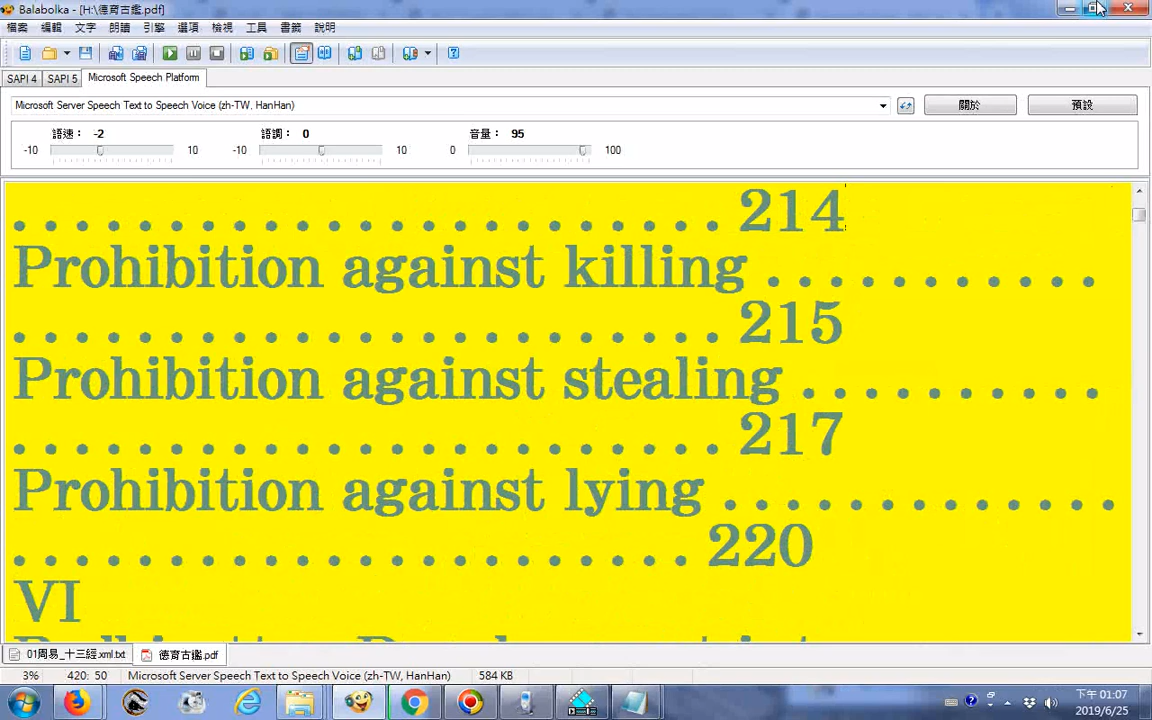 Balabolka - [H:\德育古鑑.pdf]
檔案 編輯 文字 朗讀 引擎 選項 檢視 工具 書籤 說明
SAPI 4 SAPI 5 Microsoft Speech Platform
Microsoft Server Speech Text to Speech Voice (zh-TW, HanHan) 關於 預設
語速： -2 語調： 0 音量： 95
-10 10 -10 10 0 100
. . . . . . . . . . . . . . . . . . . . . . . 214
Prohibition against killing . . . . . . . . . . .
. . . . . . . . . . . . . . . . . . . . . . . 215
Prohibition against stealing . . . . . . . . . .
. . . . . . . . . . . . . . . . . . . . . . . 217
Prohibition against lying . . . . . . . . . . . . .
. . . . . . . . . . . . . . . . . . . . . . 220
VI
01周易_十三經.xml.txt 德育古鑑.pdf
3% 420: 50 Microsoft Server Speech Text to Speech Voice (zh-TW, HanHan) 584 KB
下午 01:07
2019/6/25